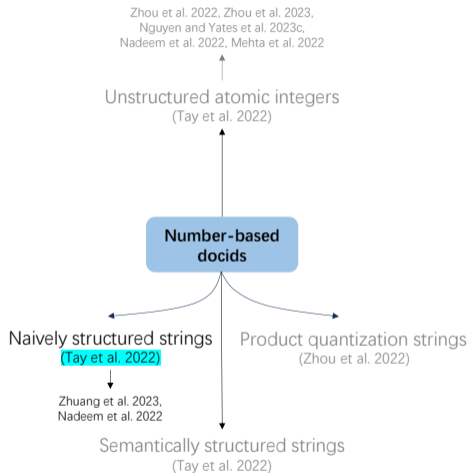 Zhou et al. 2022, Zhou et al. 2023,
Nguyen and Yates et al. 2023c,
Nadeem et al. 2022, Mehta et al. 2022
Unstructured atomic integers
(Tay et al. 2022)
Number-based
docids
Naively structured strings
(Tay et al. 2022)
Product quantization strings
(Zhou et al. 2022)
Zhuang et al. 2023,
Nadeem et al. 2022
Semantically structured strings
(Tay et al. 2022)